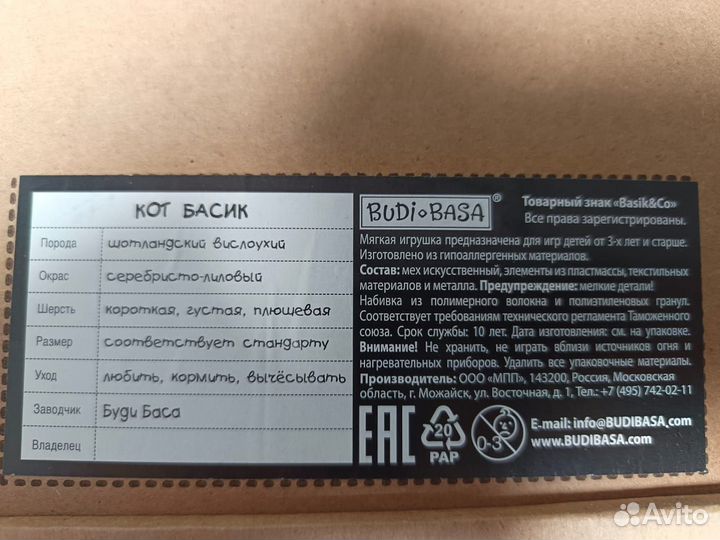 КОТ БАСИК
Порода шотландский вислоухий
Окрас серебристо-лиловый
Шерсть короткая, густая, плюшевая
Размер соответствует стандарту
Уход любить, кормить, вычёсывать
Заводчик Буди Баса
Владелец
BUDi BASA®
Товарный знак «Basik&Co»
Все права зарегистрированы.
Мягкая игрушка предназначена для игр детей от 3-х лет и старше.
Изготовлено из гипоаллергенных материалов.
Состав: мех искусственный, элементы из пластмассы, текстильных
материалов и металла. Предупреждение: мелкие детали!
Набивка из полимерного волокна и полиэтиленовых гранул.
Соответствует требованиям технического регламента Таможенного
союза. Срок службы: 10 лет. Дата изготовления: см. на упаковке.
Внимание! Не хранить, не играть вблизи источников огня и
нагревательных приборов. Удалить все упаковочные материалы.
Производитель: ООО «МПП», 143200, Россия, Московская
область, г. Можайск, ул. Восточная, д. 1, Тел.: +7 (495) 742-02-11
EAC
20
PAP
0-3
E-mail: info@BUDIBASA.com
www.BUDIBASA.com
Avito